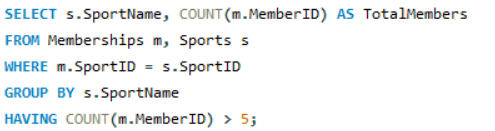 SELECT s.SportName, COUNT(m.MemberID) AS TotalMembers
FROM Memberships m, Sports s
WHERE m.SportID = s.SportID
GROUP BY s.SportName
HAVING COUNT(m.MemberID) > 5;